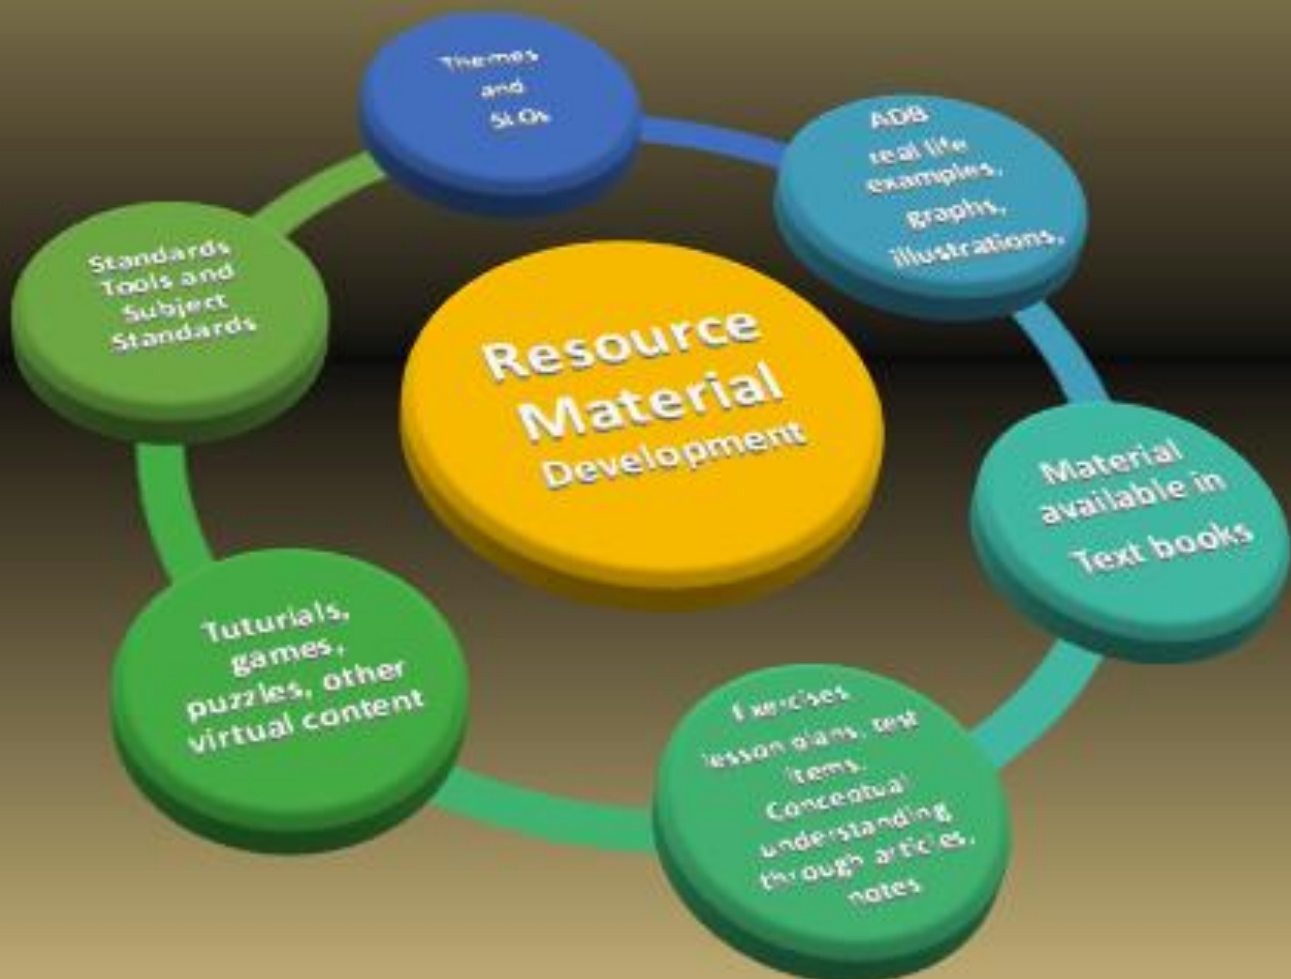 Themes
and
SLOs
ADB
real life
examples,
graphs,
illustrations,
Material
available in
Text books
Exercises
lesson plans, test
items.
Conceptual
understanding
through articles,
notes
Tuturials,
games,
puzzles, other
virtual content
Standards
Tools and
Subject
Standards
Resource
Material
Development